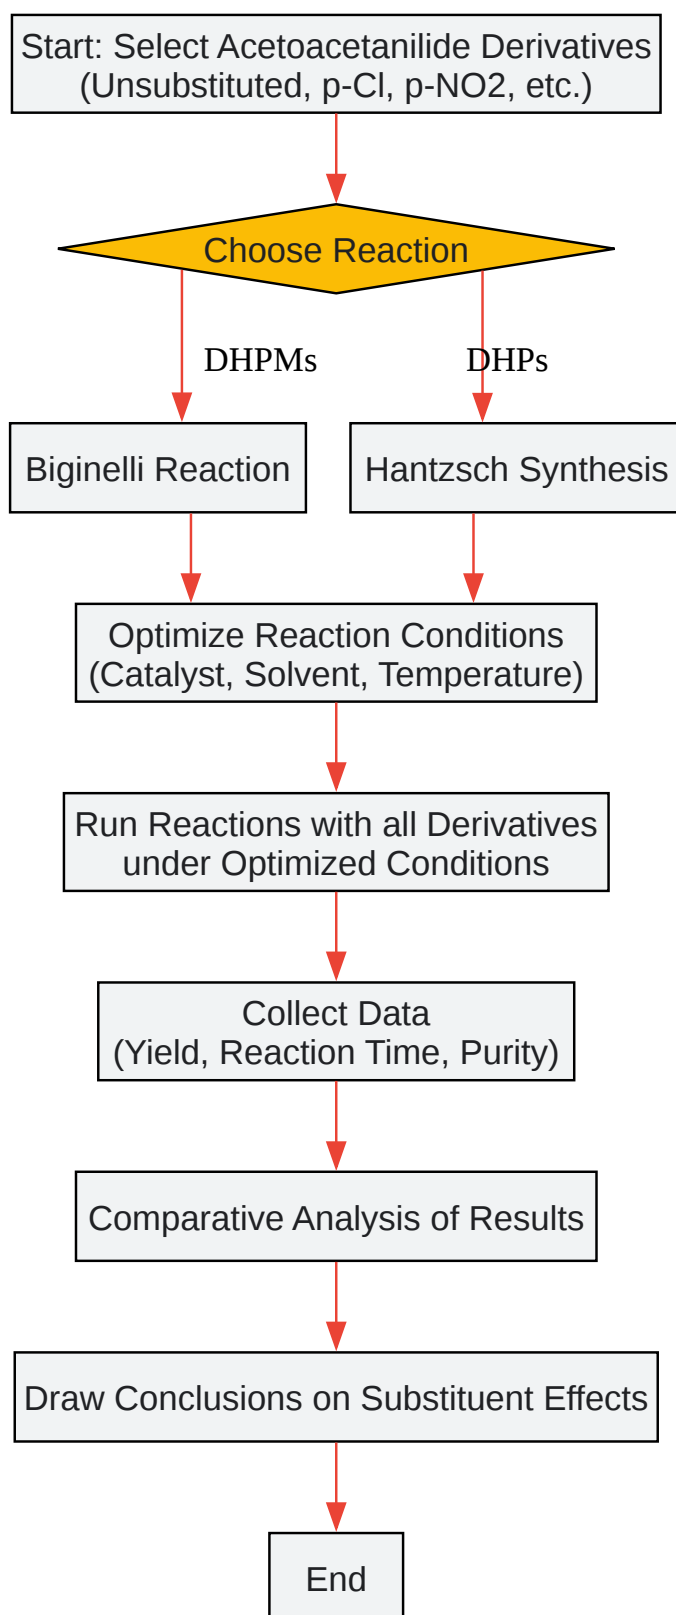 Start: Select Acetoacetanilide Derivatives
(Unsubstituted, p-Cl, p-NO2, etc.)
Choose Reaction
DHPMs
DHPs
Biginelli Reaction
Hantzsch Synthesis
Optimize Reaction Conditions
(Catalyst, Solvent, Temperature)
Run Reactions with all Derivatives
under Optimized Conditions
Collect Data
(Yield, Reaction Time, Purity)
Comparative Analysis of Results
Draw Conclusions on Substituent Effects
End